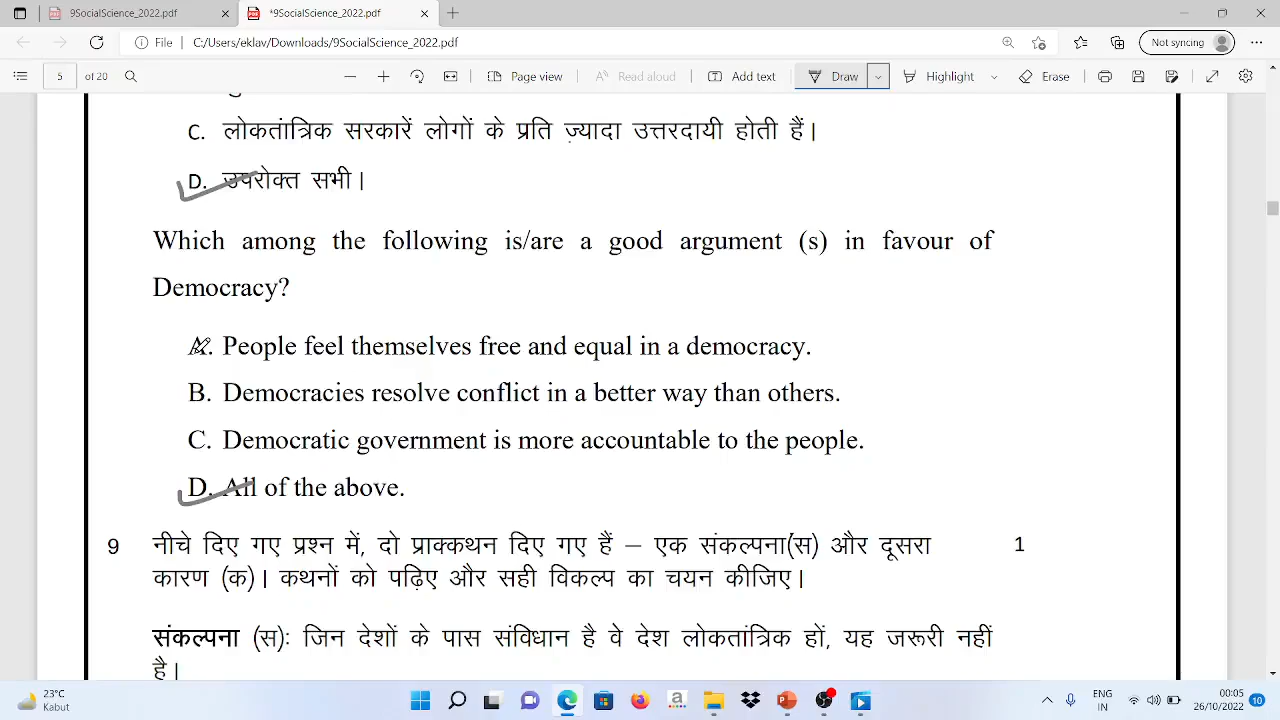 9SocialScience_2022.pdf
*9SocialScience_2022.pdf
File C:/Users/eklav/Downloads/9SocialScience_2022.pdf Not syncing
5 of 20 Page view Read aloud Add text Draw Highlight Erase
C. लोकतांत्रिक सरकारें लोगों के प्रति ज़्यादा उत्तरदायी होती हैं।
D. उपरोक्त सभी।
Which among the following is/are a good argument (s) in favour of
Democracy?
A. People feel themselves free and equal in a democracy.
B. Democracies resolve conflict in a better way than others.
C. Democratic government is more accountable to the people.
D. All of the above.
9 नीचे दिए गए प्रश्न में, दो प्राक्कथन दिए गए हैं – एक संकल्पना(स) और दूसरा 1
कारण (क)। कथनों को पढ़िए और सही विकल्प का चयन कीजिए।
संकल्पना (स): जिन देशों के पास संविधान है वे देश लोकतांत्रिक हों, यह जरूरी नहीं
है।
23°C ENG 00:05
Kabut IN 26/10/2022 10